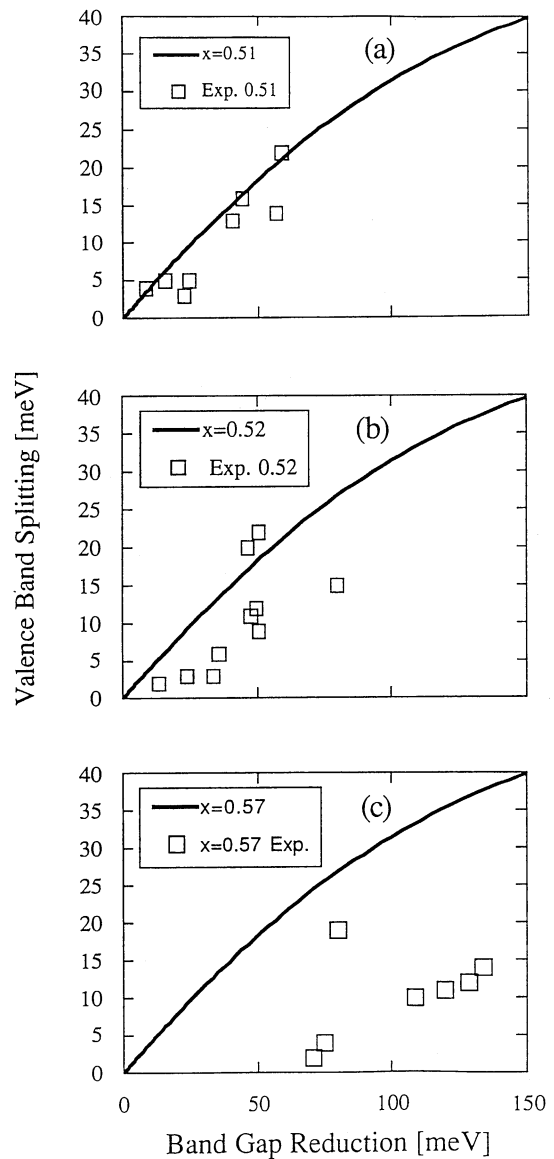 40
35
30
25
20
15
10
5
0
x=0.51
Exp. 0.51
(a)
Valence Band Splitting [meV]
40
35
30
25
20
15
10
5
0
x=0.52
Exp. 0.52
(b)
40
35
30
25
20
15
10
5
0
x=0.57
x=0.57 Exp.
(c)
0 50 100 150
Band Gap Reduction [meV]